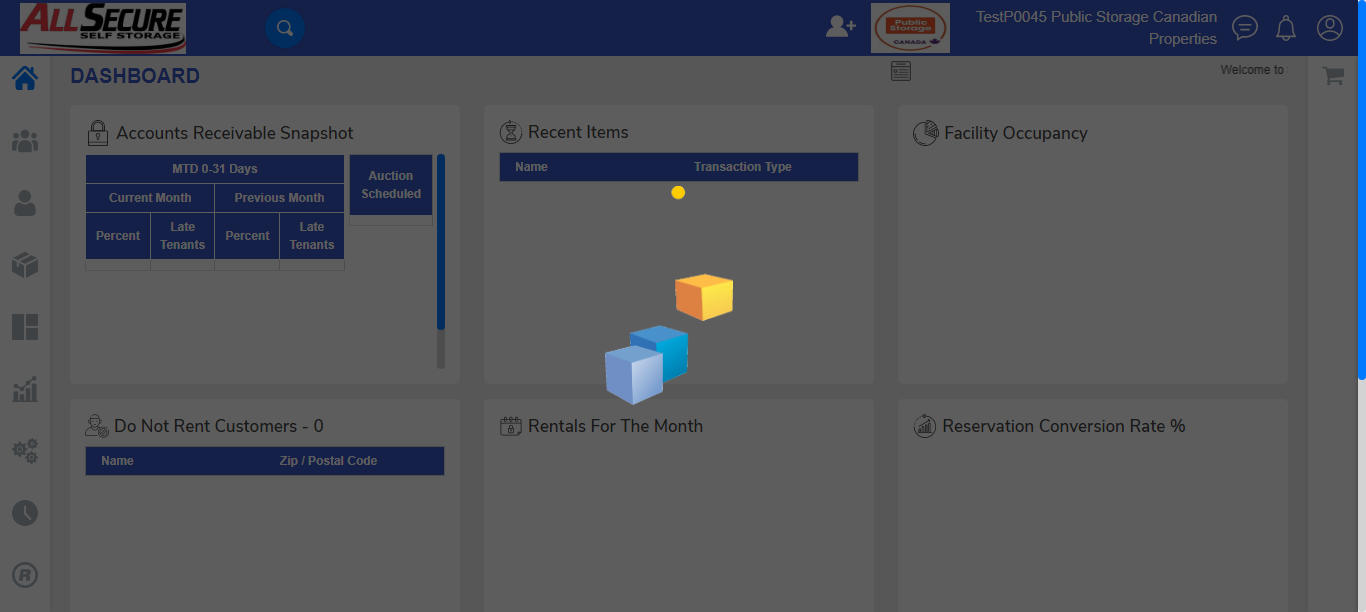 ALLSECURE
SELF STORAGE
Public
Storage
CANADA
TestP0045 Public Storage Canadian
Properties
DASHBOARD
Welcome to
Accounts Receivable Snapshot
MTD 0-31 Days
Current Month
Previous Month
Percent
Late
Tenants
Percent
Late
Tenants
Auction
Scheduled
Recent Items
Name
Transaction Type
Facility Occupancy
Do Not Rent Customers - 0
Name
Zip / Postal Code
Rentals For The Month
Reservation Conversion Rate %
R